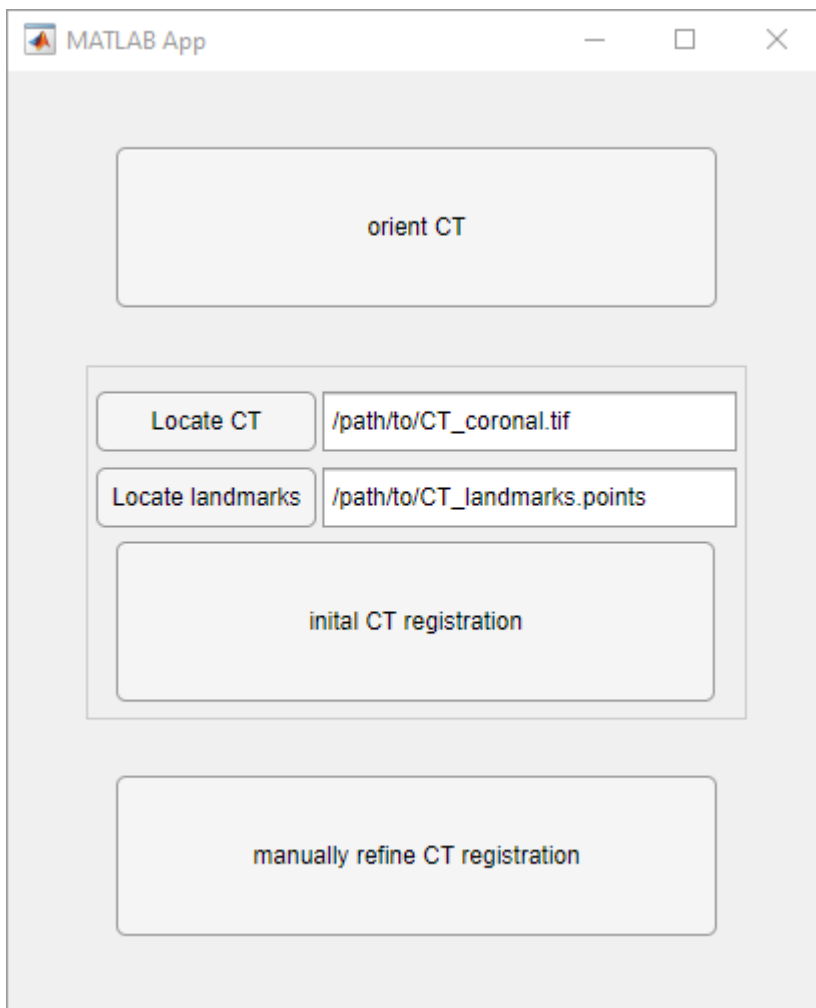 MATLAB App
orient CT
Locate CT
/path/to/CT_coronal.tif
Locate landmarks
/path/to/CT_landmarks.points
inital CT registration
manually refine CT registration